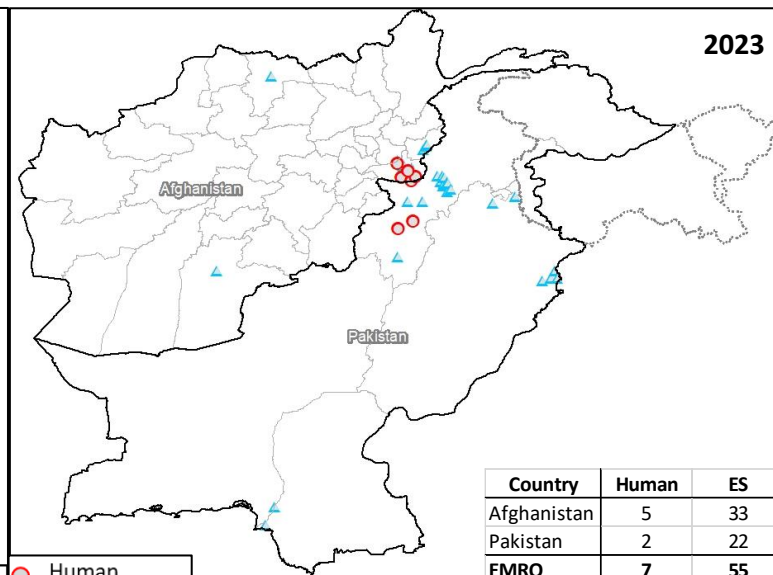 2023
Afghanistan
Pakistan
Country Human ES
Afghanistan 5 33
Pakistan 2 22
EMRO 7 55
Human